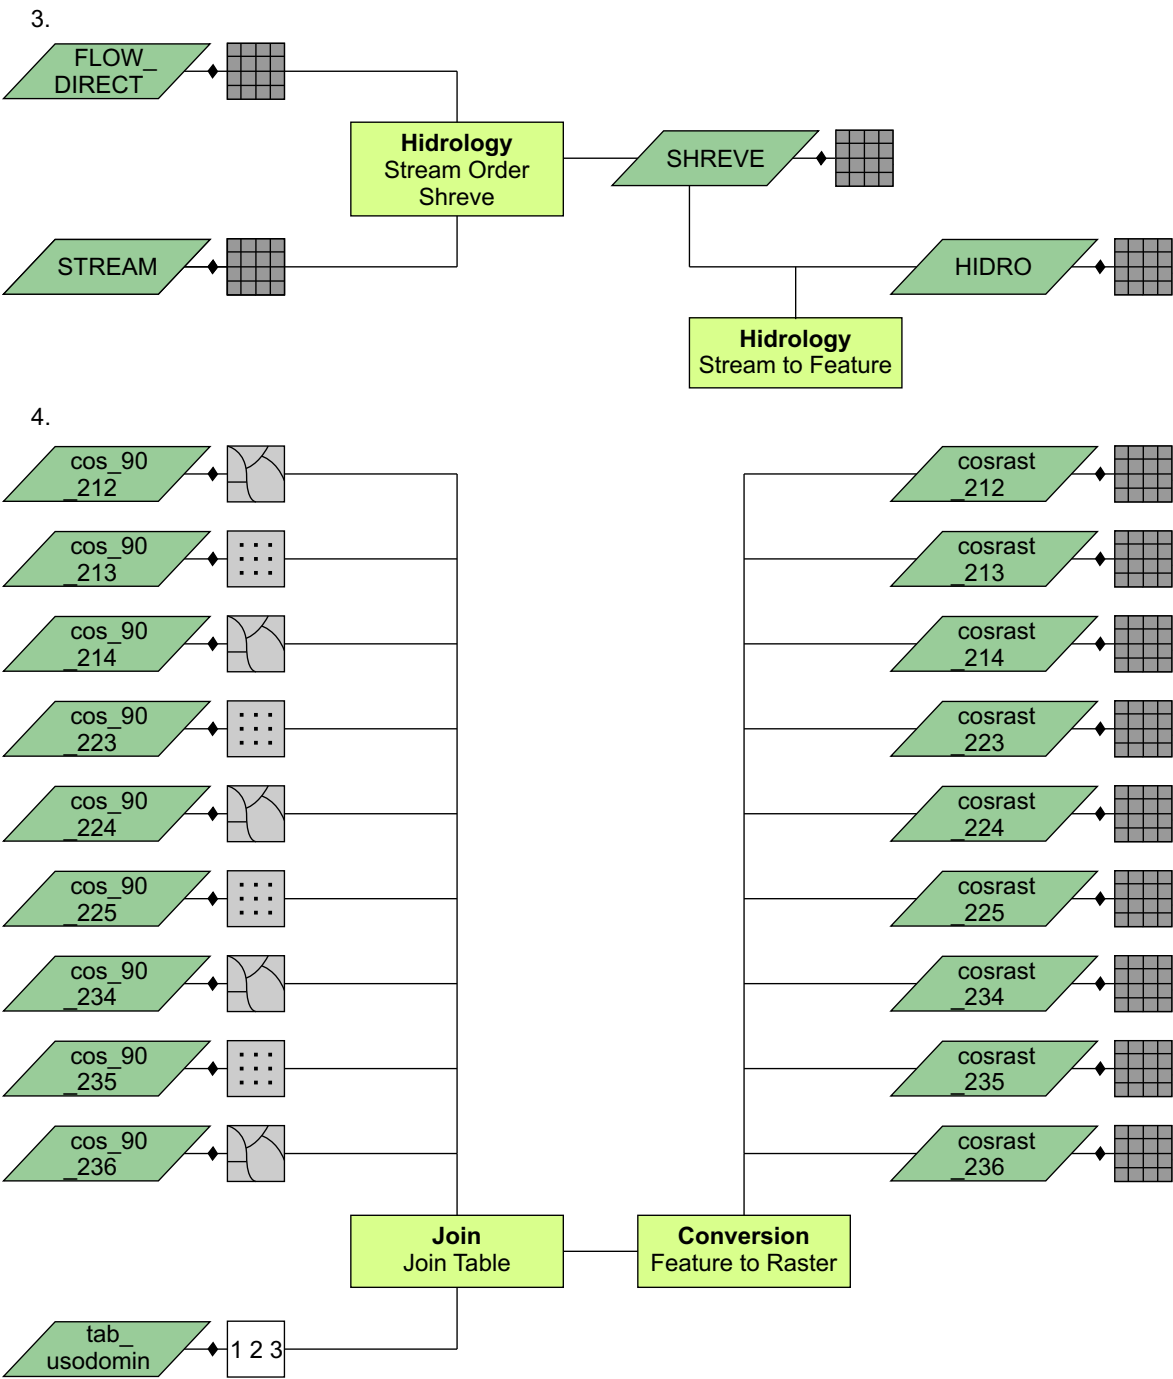 3.
FLOW_
DIRECT
Hidrology
Stream Order
Shreve
SHREVE
STREAM
HIDRO
Hidrology
Stream to Feature
4.
cos_90
_212
cosrast
_212
cos_90
_213
cosrast
_213
cos_90
_214
cosrast
_214
cos_90
_223
cosrast
_223
cos_90
_224
cosrast
_224
cos_90
_225
cosrast
_225
cos_90
_234
cosrast
_234
cos_90
_235
cosrast
_235
cos_90
_236
cosrast
_236
Join
Join Table
Conversion
Feature to Raster
tab_
usodomin
1 2 3